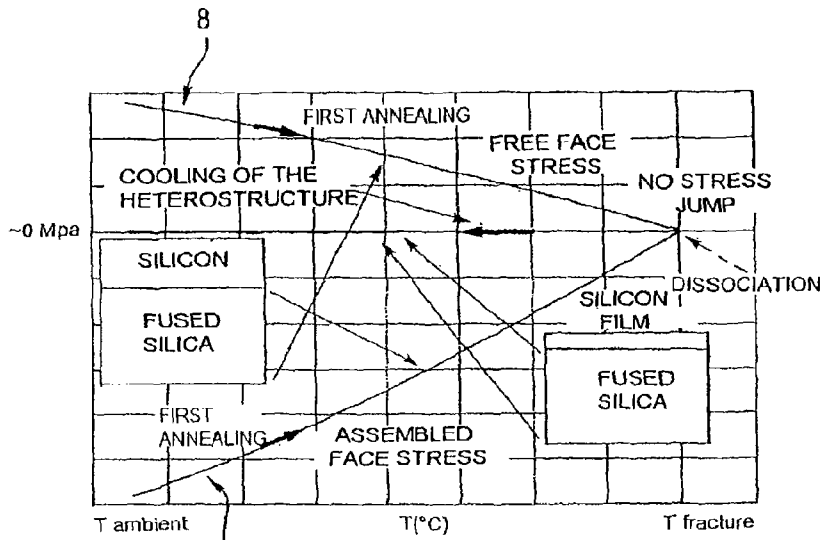 8
FIRST ANNEALING
FREE FACE
STRESS
COOLING OF THE
HETEROSTRUCTURE
NO STRESS
JUMP
~0 Mpa
SILICON
FUSED
SILICA
DISSOCIATION
SILICON
FILM
FUSED
SILICA
FIRST
ANNEALING
ASSEMBLED
FACE STRESS
T ambient
T(°C)
T fracture